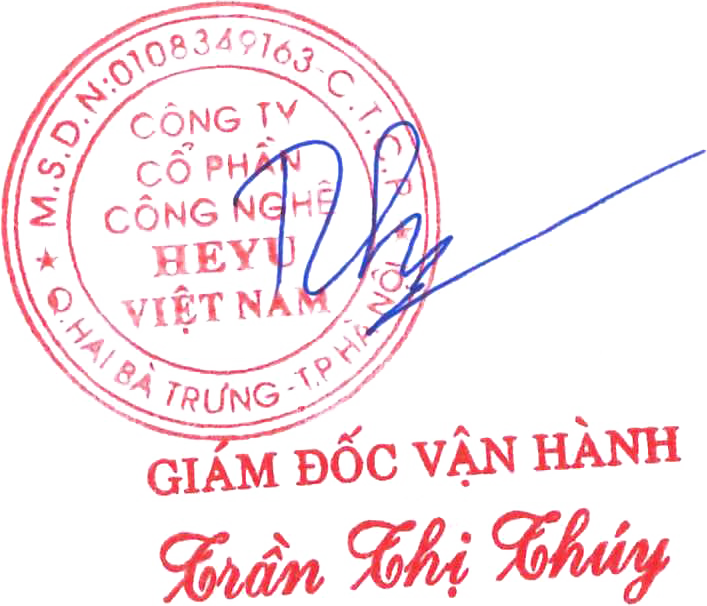 M.S.D.N:0108349163-C.T.C.P
CÔNG TY
CỔ PHẦN
CÔNG NGHỆ
HEYU
VIỆT NAM
Q.HAI BÀ TRƯNG-T.P HÀ NỘI
GIÁM ĐỐC VẬN HÀNH
Trần Thị Thúy